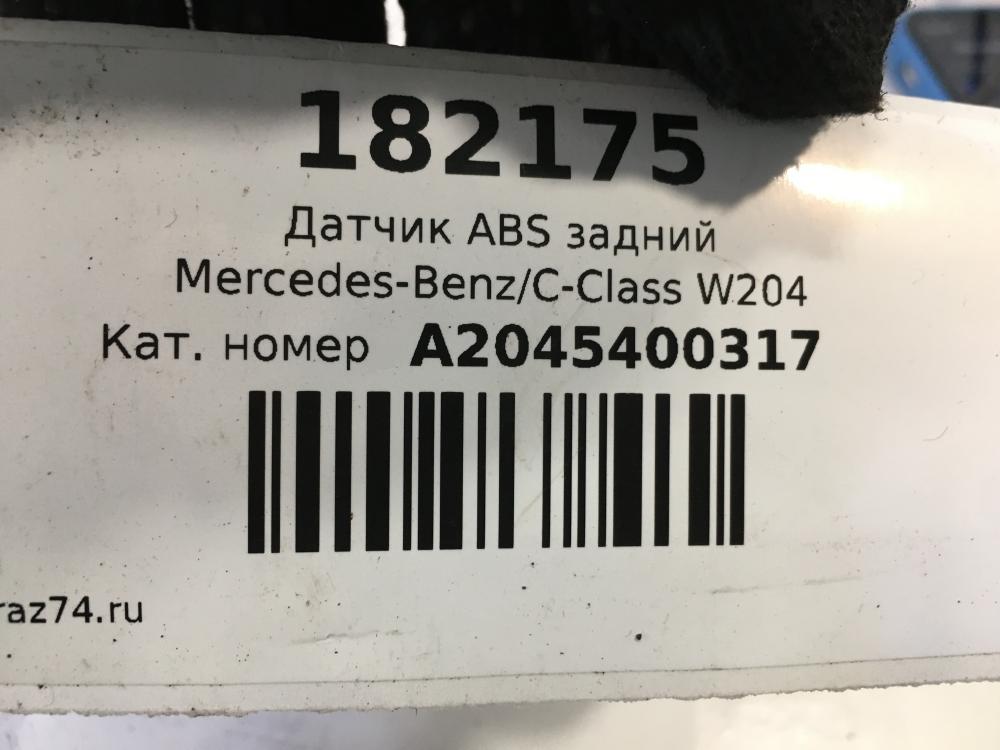 182175
Датчик ABS задний
Mercedes-Benz/C-Class W204
Кат. номер A2045400317
raz74.ru